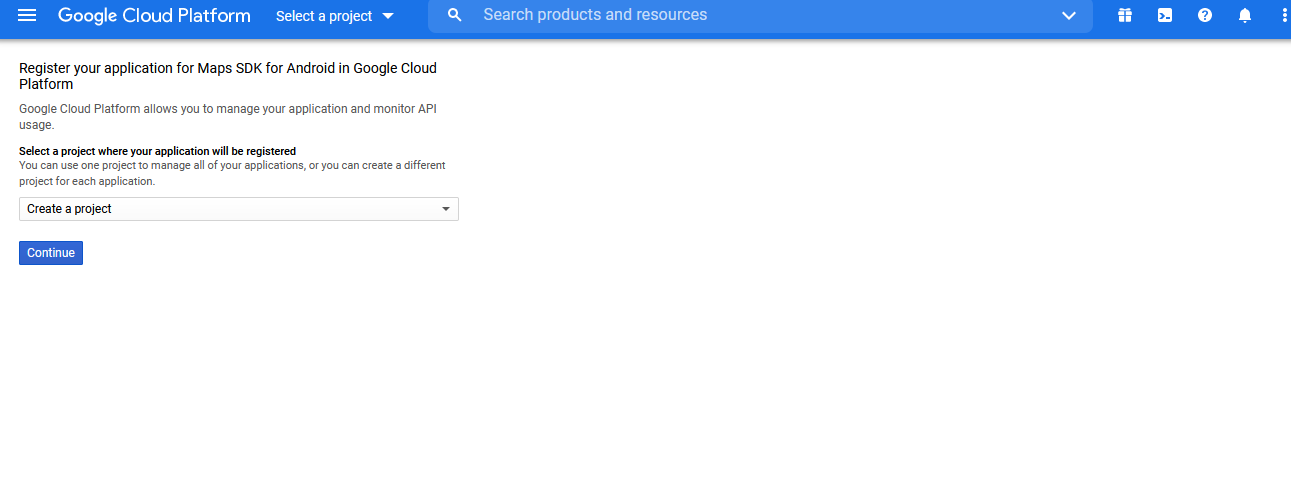 Google Cloud Platform
Select a project
Search products and resources
Register your application for Maps SDK for Android in Google Cloud
Platform
Google Cloud Platform allows you to manage your application and monitor API
usage.
Select a project where your application will be registered
You can use one project to manage all of your applications, or you can create a different
project for each application.
Create a project
Continue